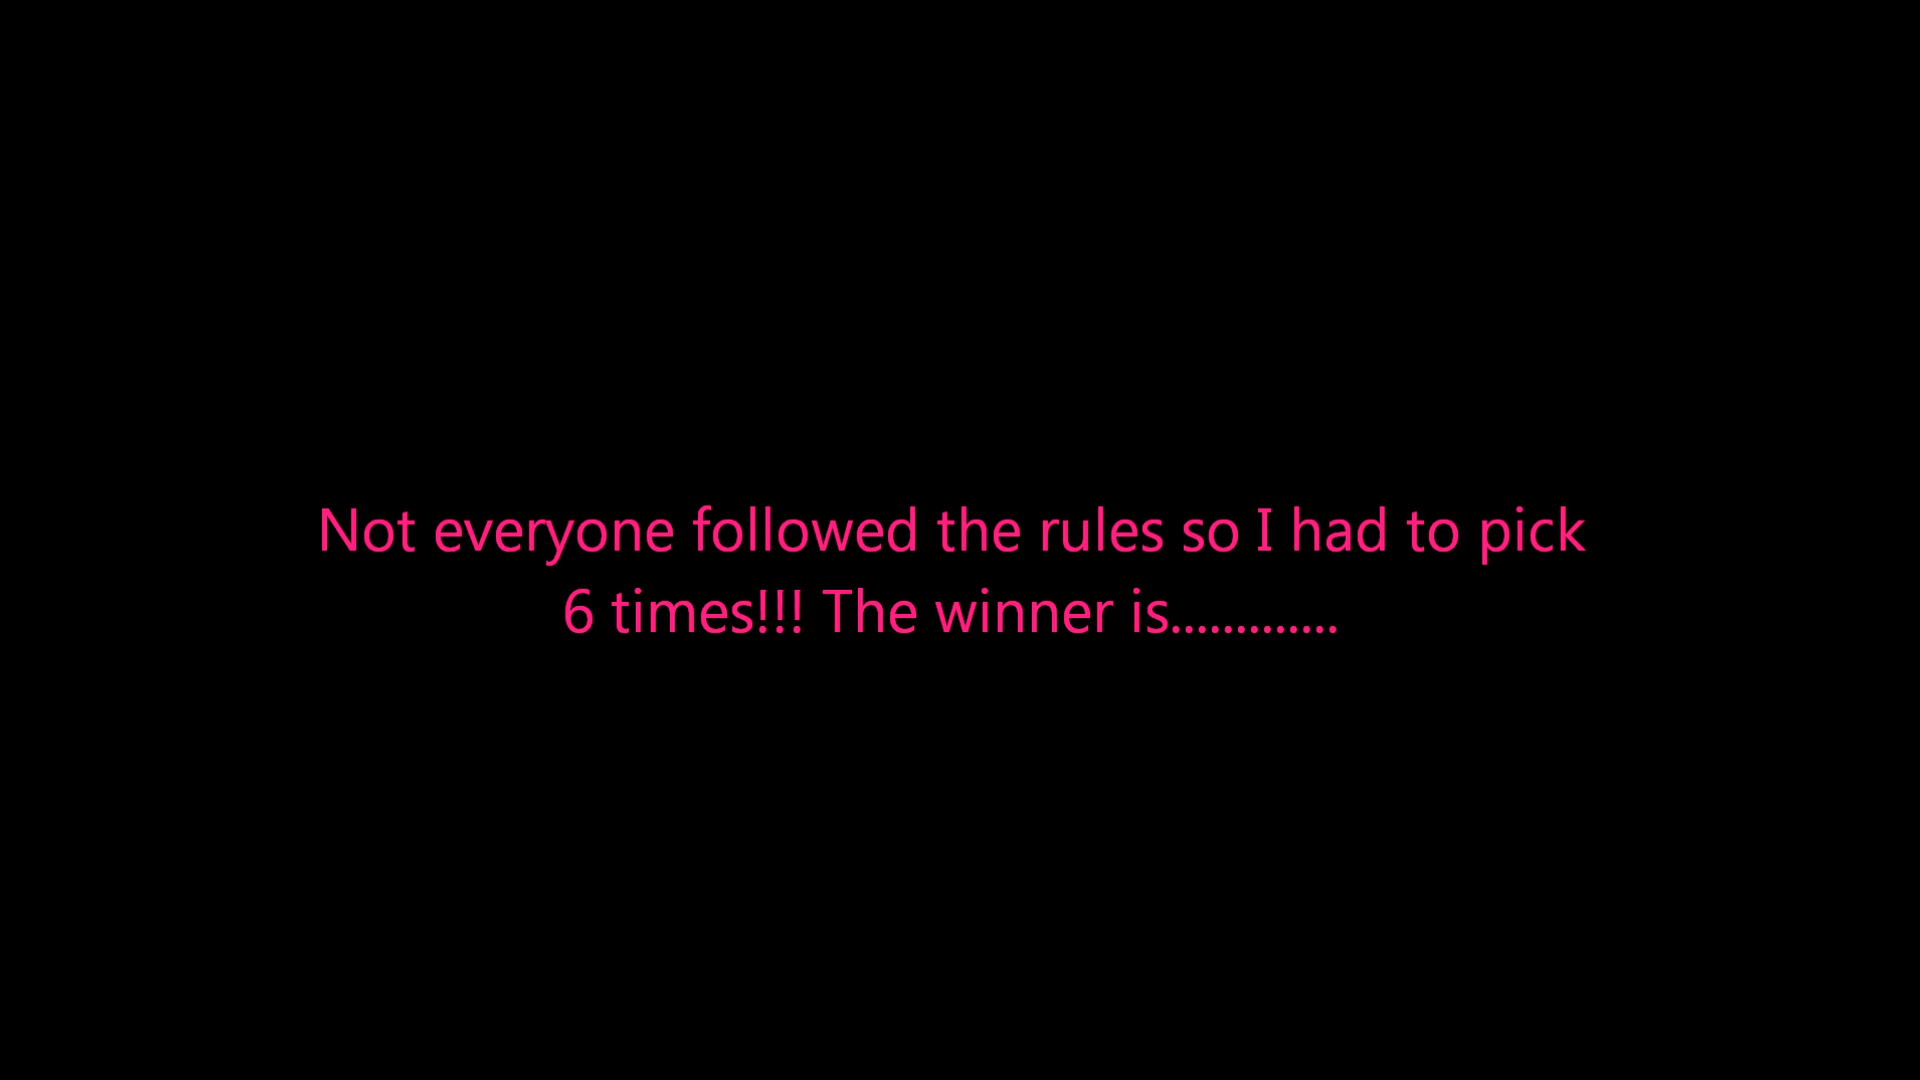 Not everyone followed the rules so I had to pick
6 times!!! The winner is.............